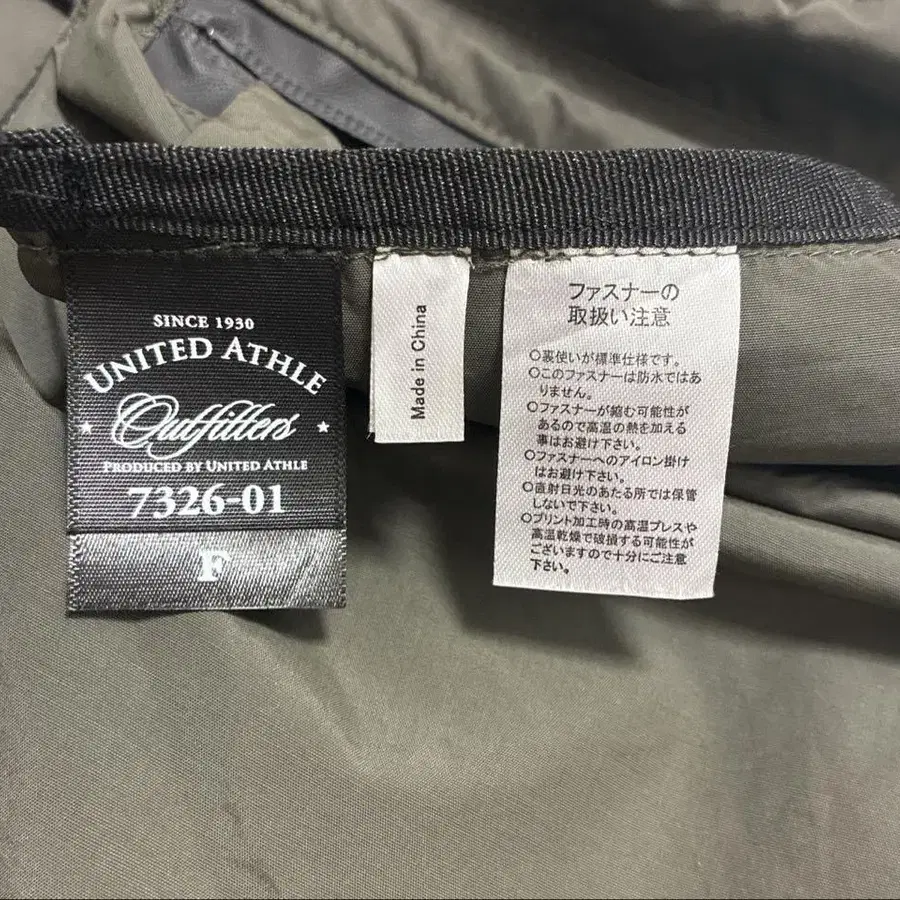 SINCE 1930
UNITED ATHLE
Outfitters
PRODUCED BY UNITED ATHLE
7326-01
F
Made in China
ファスナーの
取扱い注意
○裏使いが標準仕様です。
○このファスナーは防水ではあ
りません。
○ファスナーが縮む可能性が
あるので高温の熱を加える
事はお避け下さい。
○ファスナーへのアイロン掛け
はお避け下さい。
○直射日光のあたる所では保管
しないで下さい。
○プリント加工時の高温プレスや
高温乾燥で破損する可能性が
ございますので十分にご注意
下さい。